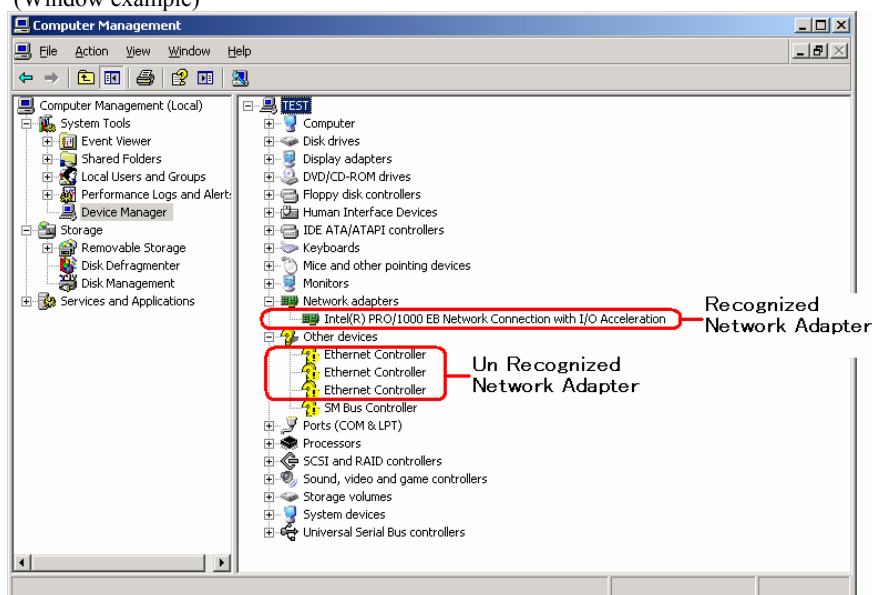 (Window example)
Computer Management
File Action View Window Help
Computer Management (Local)
System Tools
Event Viewer
Shared Folders
Local Users and Groups
Performance Logs and Alert
Device Manager
Storage
Removable Storage
Disk Defragmenter
Disk Management
Services and Applications
TEST
Computer
Disk drives
Display adapters
DVD/CD-ROM drives
Floppy disk controllers
Human Interface Devices
IDE ATA/ATAPI controllers
Keyboards
Mice and other pointing devices
Monitors
Network adapters
Intel(R) PRO/1000 EB Network Connection with I/O Acceleration
Other devices
Ethernet Controller
Ethernet Controller
Ethernet Controller
SM Bus Controller
Ports (COM & LPT)
Processors
SCSI and RAID controllers
Sound, video and game controllers
Storage volumes
System devices
Universal Serial Bus controllers
Recognized
Network Adapter
Un Recognized
Network Adapter